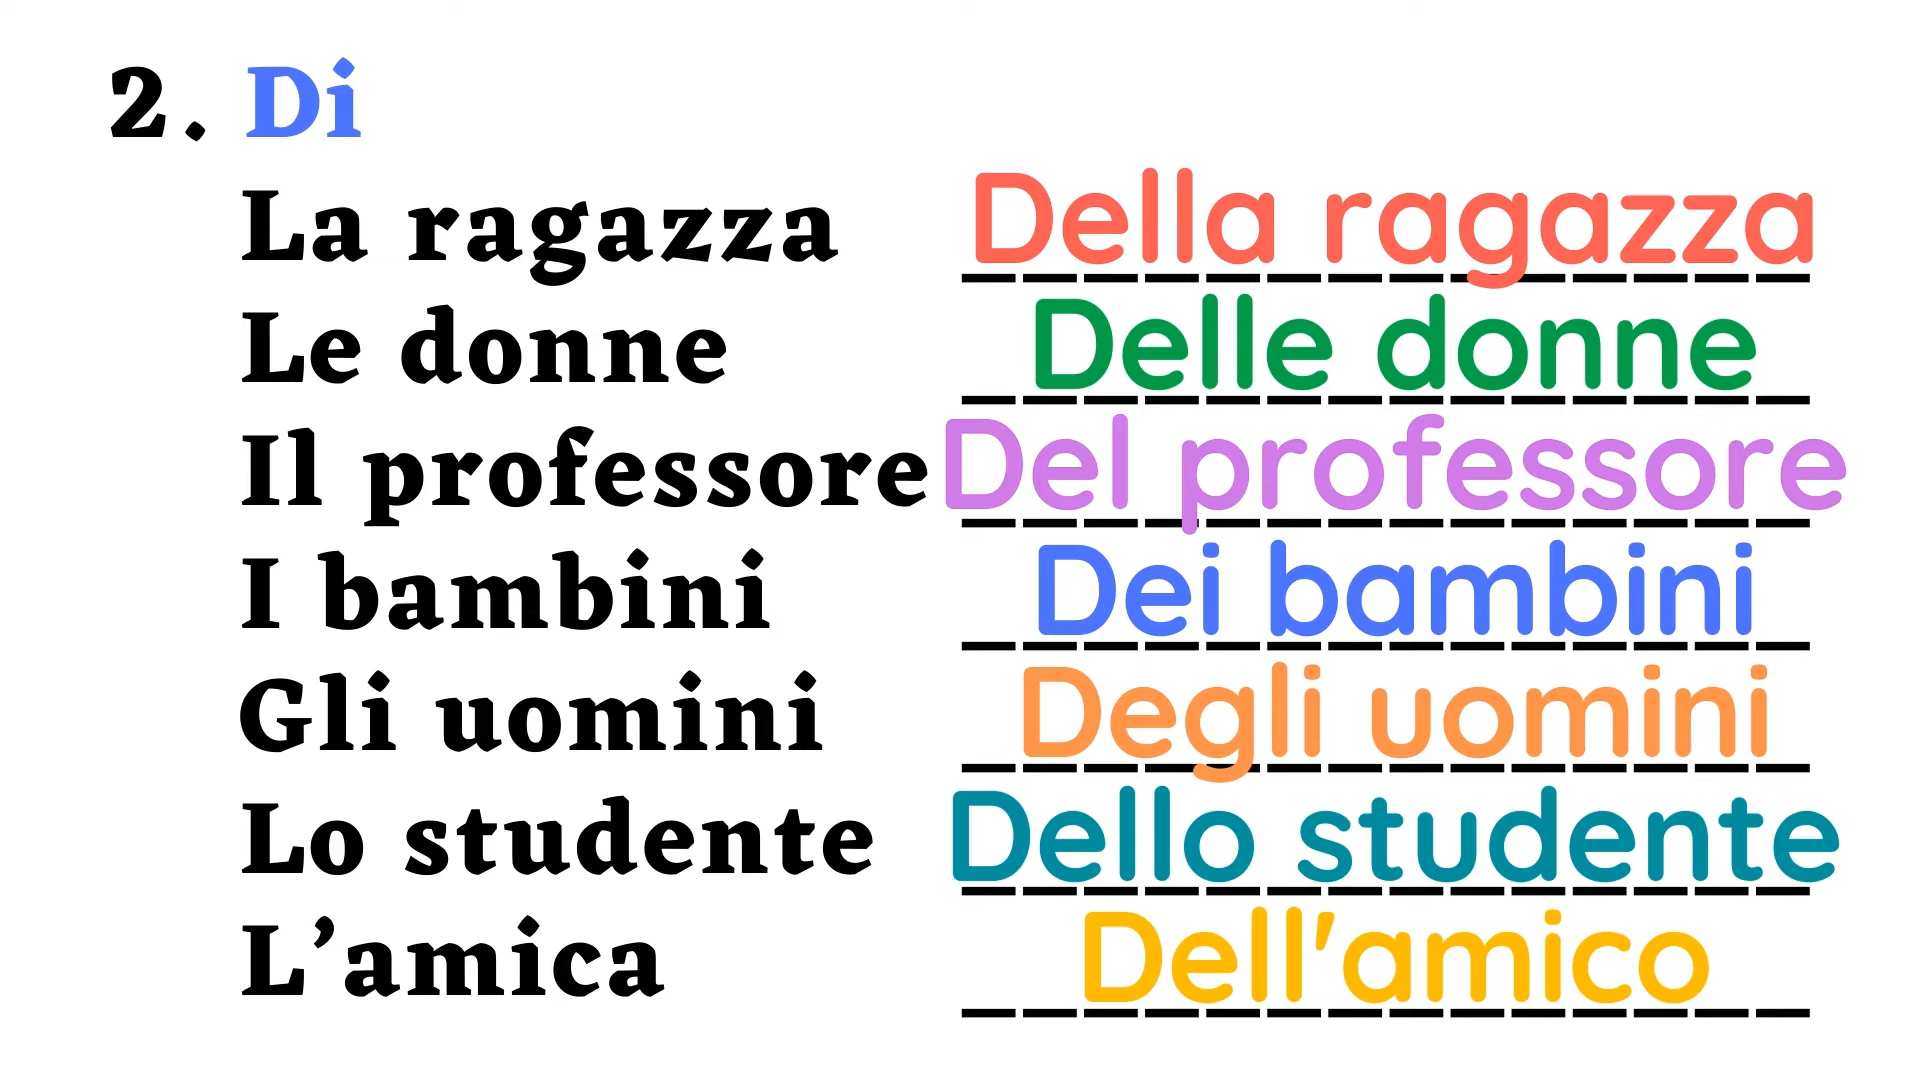 2. Di
La ragazza Della ragazza
Le donne Delle donne
Il professore Del professore
I bambini Dei bambini
Gli uomini Degli uomini
Lo studente Dello studente
L’amica Dell'amico